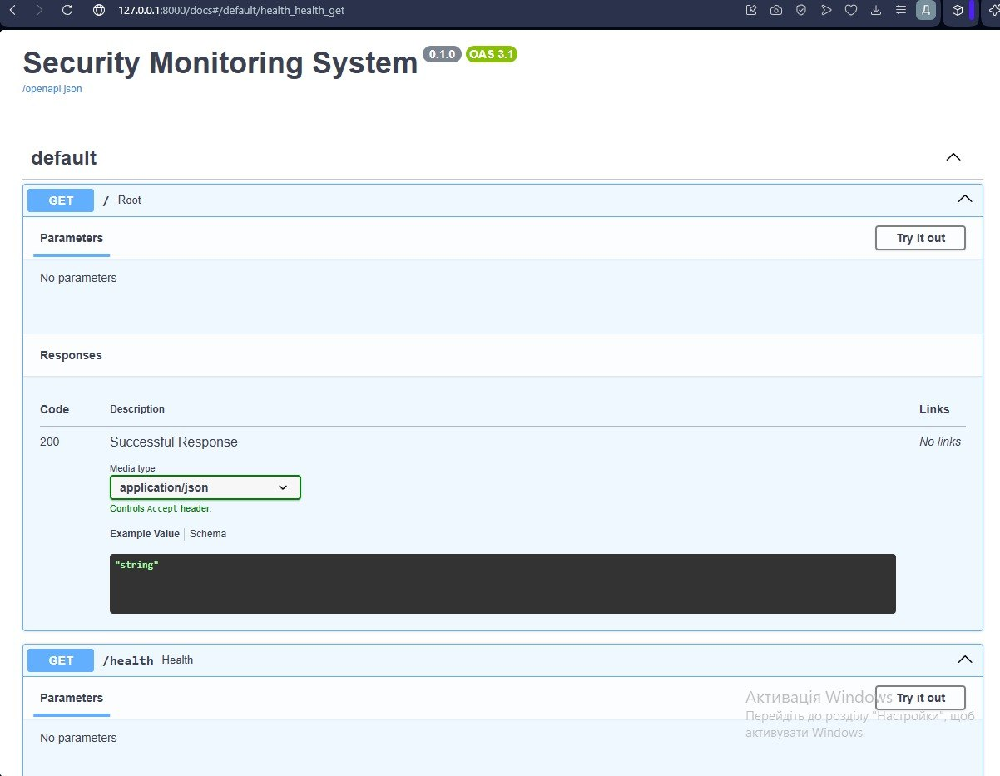 127.0.0.1:8000/docs#/default/health_health_get
Д
Security Monitoring System 0.1.0 OAS 3.1
/openapi.json
default
GET / Root
Parameters Try it out
No parameters
Responses
Code Description Links
200 Successful Response No links
Media type
application/json
Controls Accept header.
Example Value Schema
"string"
GET /health Health
Parameters Try it out
No parameters
Активація Windows
Перейдіть до розділу "Настройки", щоб
активувати Windows.